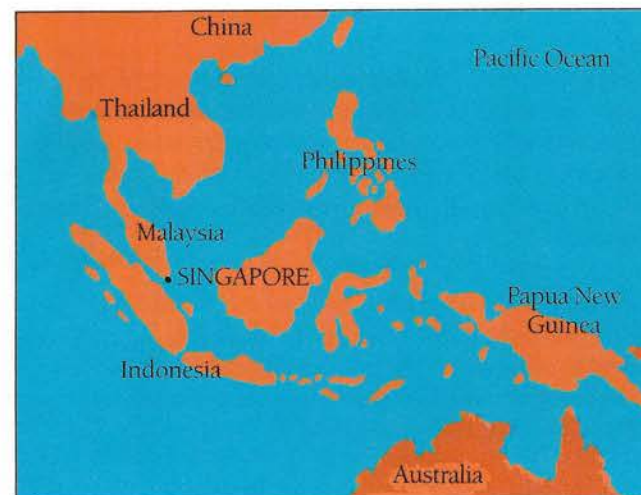 China
Pacific Ocean
Thailand
Philippines
Malaysia
SINGAPORE
Papua New
Guinea
Indonesia
Australia